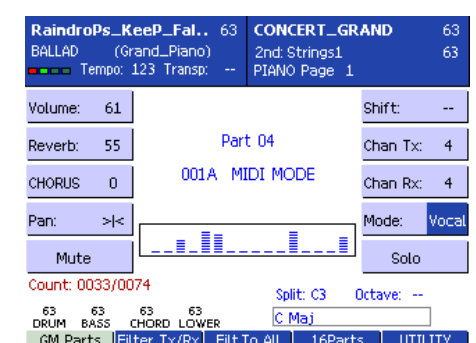 RaindroPs_KeeP_Fal.. 63 CONCERT_GRAND 63
BALLAD (Grand_Piano) 2nd: Strings1 63
Tempo: 123 Transp: -- PIANO Page 1
Volume: 61 Shift: --
Reverb: 55 Part 04 Chan Tx: 4
CHORUS 0 001A MIDI MODE Chan Rx: 4
Pan: >|< Mode: Vocal
Mute Solo
Count: 0033/0074
Split: C3 Octave: --
63 63 63 63
DRUM BASS CHORD LOWER C Maj
GM Parts Filter Tx/Rx Filt To All 16Parts UTILITY